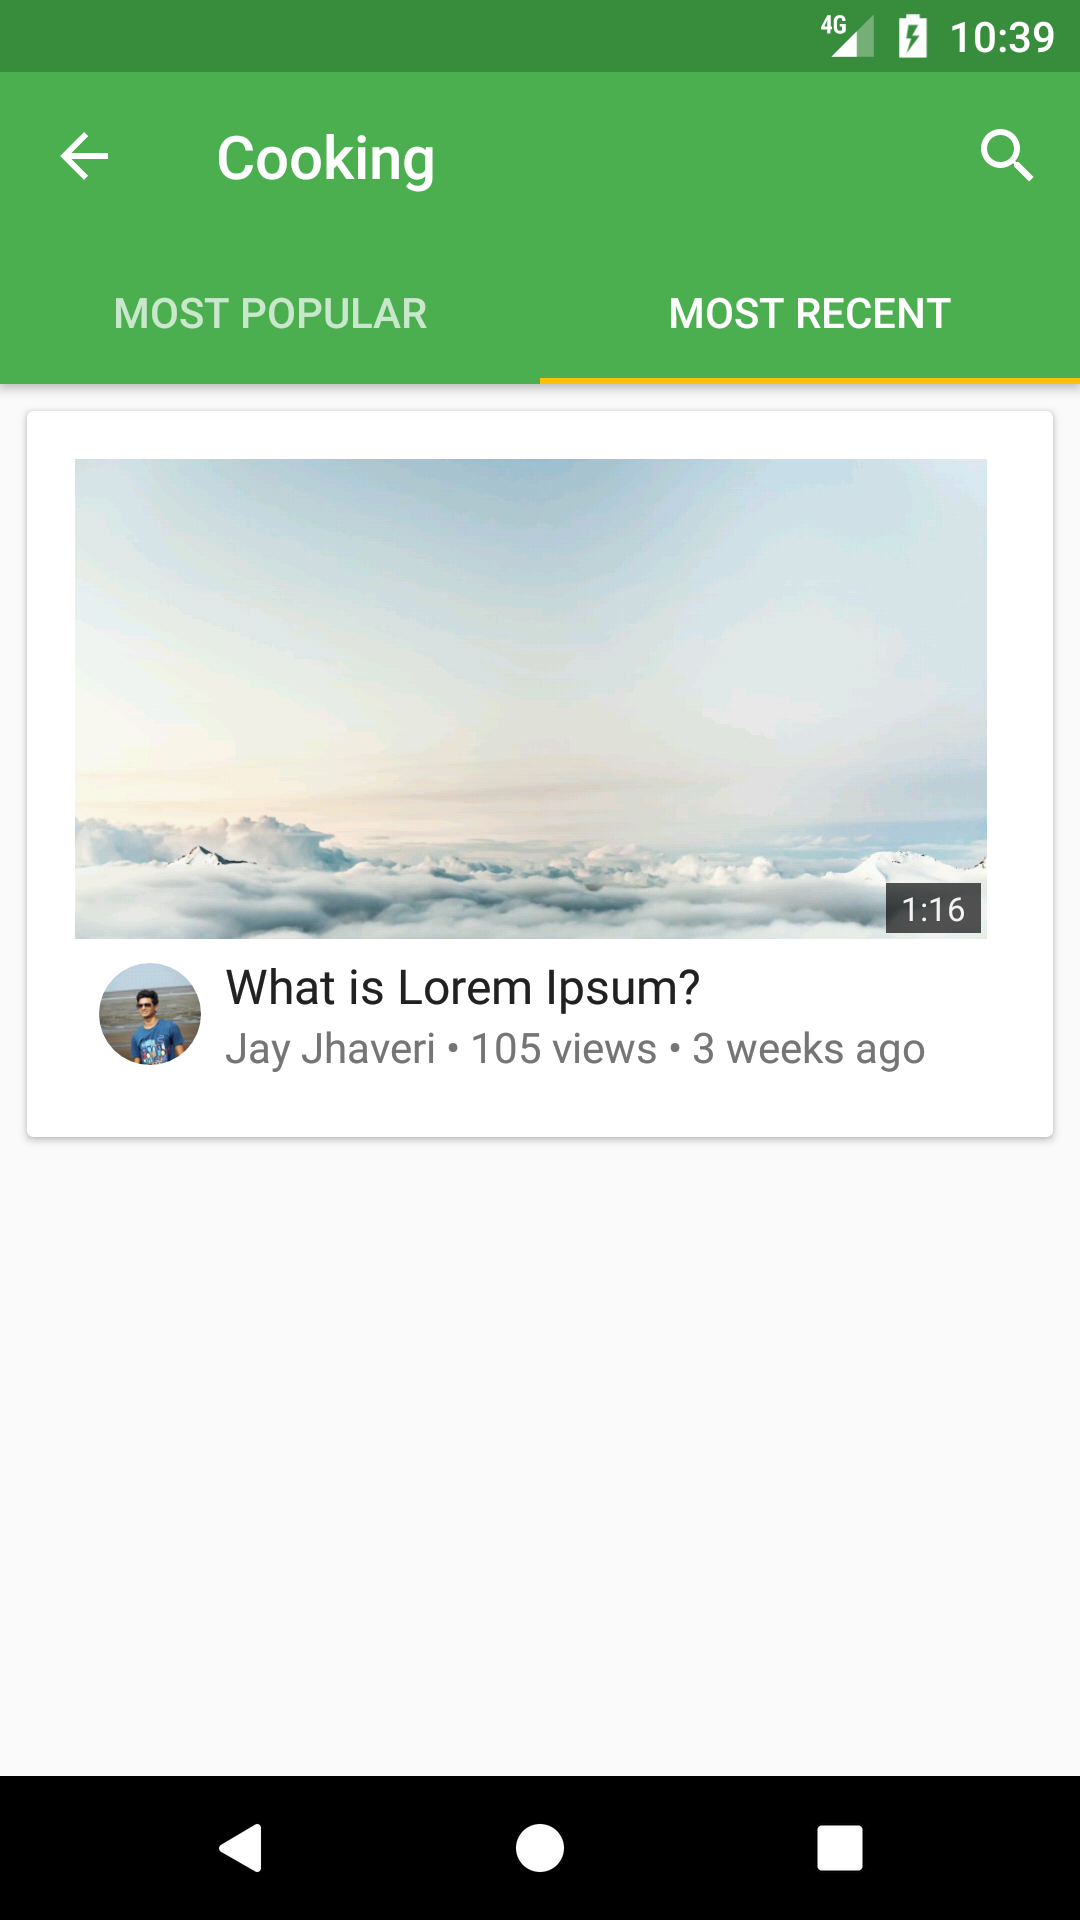 4G 10:39
Cooking
MOST POPULAR MOST RECENT
1:16
What is Lorem Ipsum?
Jay Jhaveri • 105 views • 3 weeks ago